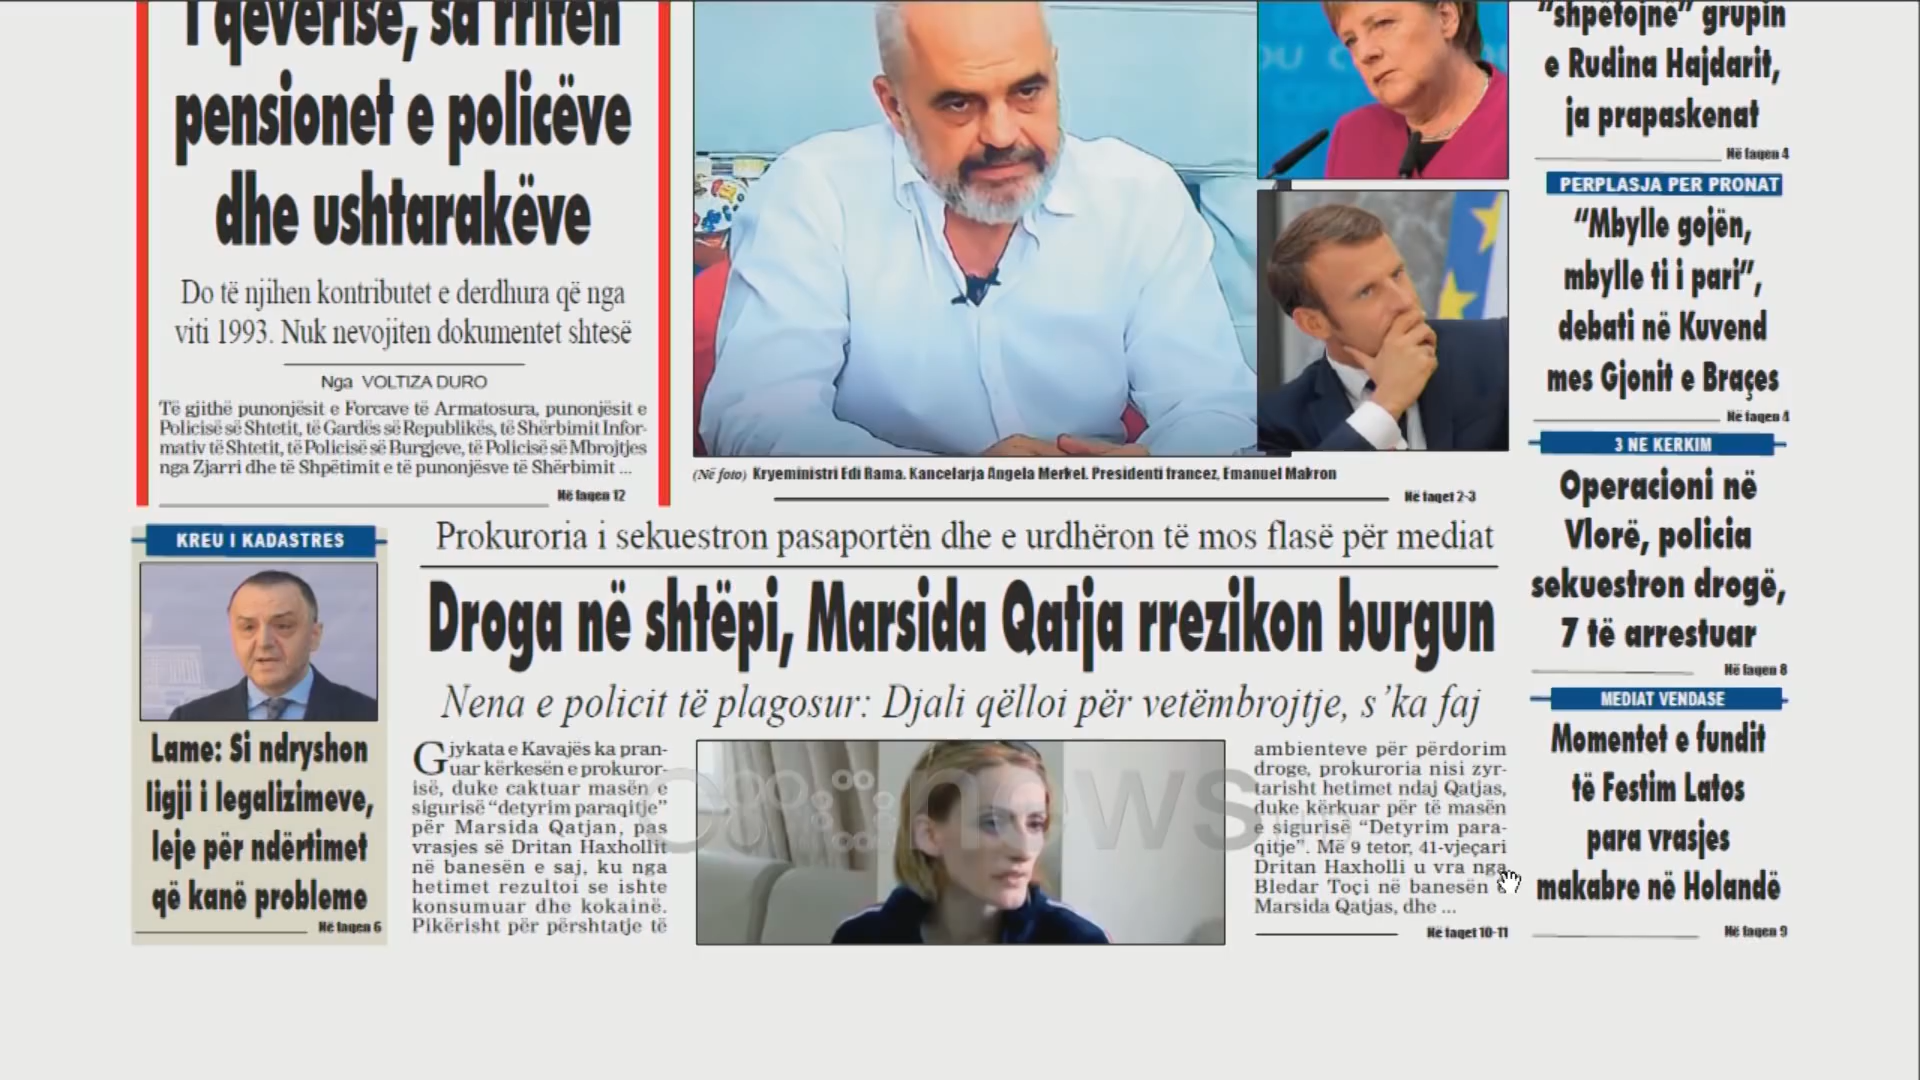 i qeverisë, sa rriten
pensionet e policëve
dhe ushtarakëve
Do të njihen kontributet e derdhura që nga
viti 1993. Nuk nevojiten dokumentet shtesë
Nga VOLTIZA DURO
Të gjithë punonjësit e Forcave të Armatosura, punonjësit e
Policisë së Shtetit, të Gardës së Republikës, të Shërbimit Infor-
mativ të Shtetit, të Policisë së Burgjeve, të Policisë së Mbrojtjes
nga Zjarri dhe të Shpëtimit e të punonjësve të Shërbimit ...
Në faqen 12
(Në foto) Kryeministri Edi Rama. Kancelarja Angela Merkel. Presidenti francez, Emanuel Makron
Në faqet 2-3
"shpëtojnë" grupin
e Rudina Hajdarit,
ja prapaskenat
Në faqen 4
PERPLASJA PER PRONAT
"Mbylle gojën,
mbylle ti i pari",
debati në Kuvend
mes Gjonit e Braçes
Në faqen 4
3 NE KERKIM
Operacioni në
Vlorë, policia
sekuestron drogë,
7 të arrestuar
Në faqen 8
MEDIAT VENDASE
Momentet e fundit
të Festim Latos
para vrasjes
makabre në Holandë
Në faqen 9
KREU I KADASTRES
Lame: Si ndryshon
ligji i legalizimeve,
leje për ndërtimet
që kanë probleme
Në faqen 6
Prokuroria i sekuestron pasaportën dhe e urdhëron të mos flasë për mediat
Droga në shtëpi, Marsida Qatja rrezikon burgun
Nena e policit të plagosur: Djali qëlloi për vetëmbrojtje, s'ka faj
Gjykata e Kavajës ka pran-
uar kërkesën e prokuror-
isë, duke caktuar masën e
sigurisë "detyrim paraqitje"
për Marsida Qatjan, pas
vrasjes së Dritan Haxhollit
në banesën e saj, ku nga
hetimet rezultoi se ishte
konsumuar dhe kokainë.
Pikërisht për përshtatje të
ambienteve për përdorim
droge, prokuroria nisi zyr-
tarisht hetimet ndaj Qatjas,
duke kërkuar për të masën
e sigurisë "Detyrim para-
qitje". Më 9 tetor, 41-vjeçari
Dritan Haxholli u vra nga
Bledar Toçi në banesën e
Marsida Qatjas, dhe ...
Në faqet 10-11
news